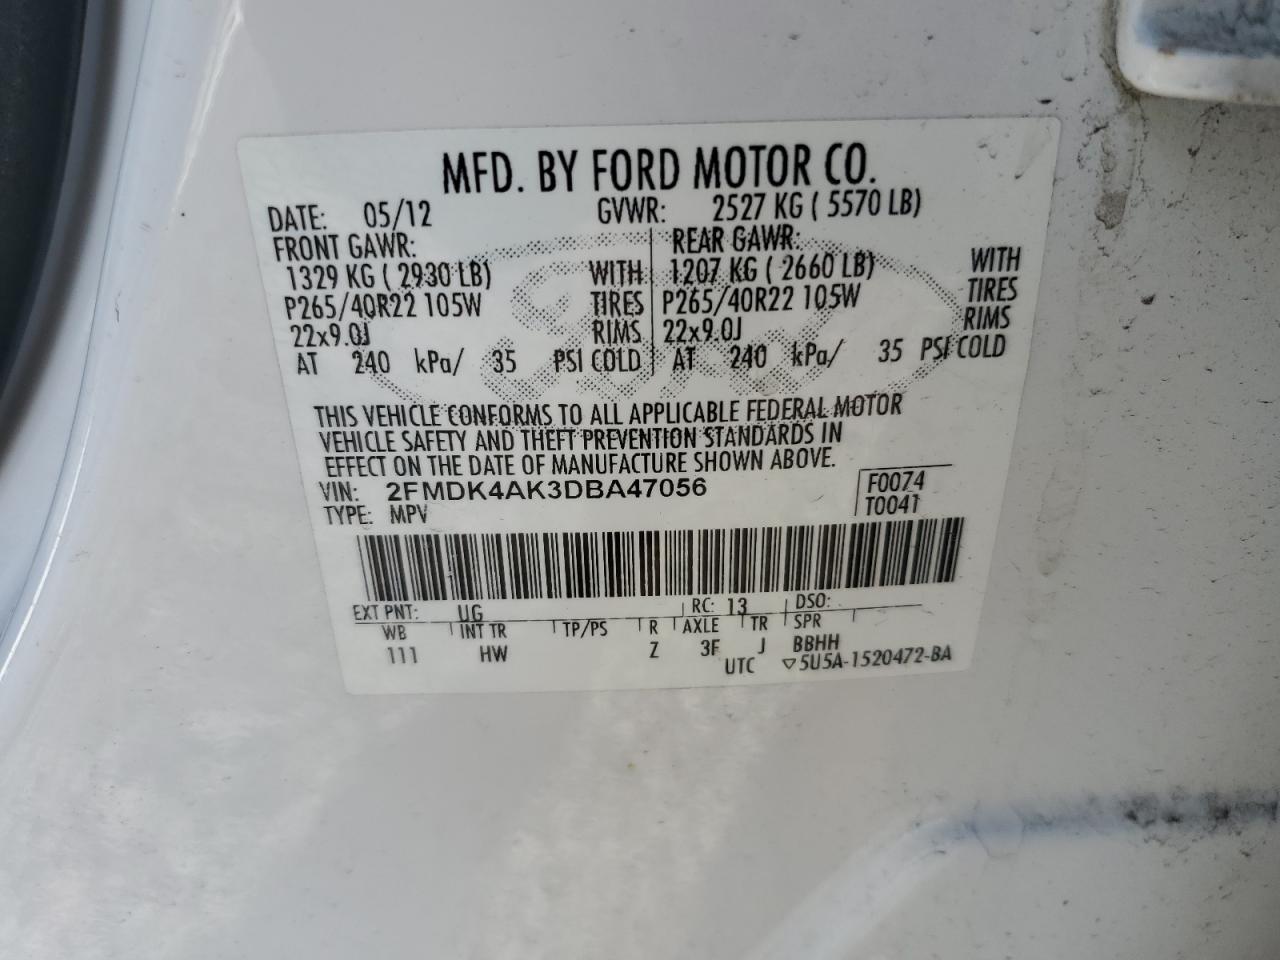 MFD. BY FORD MOTOR CO.
DATE: 05/12 GVWR: 2527 KG ( 5570 LB)
FRONT GAWR: REAR GAWR:
1329 KG ( 2930 LB) WITH 1207 KG ( 2660 LB) WITH
P265/40R22 105W TIRES P265/40R22 105W TIRES
22x9.0J RIMS 22x9.0J RIMS
AT 240 kPa/ 35 PSI COLD AT 240 kPa/ 35 PSI COLD
THIS VEHICLE CONFORMS TO ALL APPLICABLE FEDERAL MOTOR
VEHICLE SAFETY AND THEFT PREVENTION STANDARDS IN
EFFECT ON THE DATE OF MANUFACTURE SHOWN ABOVE.
VIN: 2FMDK4AK3DBA47056 F0074
TYPE: MPV T0041
EXT PNT: UG RC: 13 DSO:
WB INT TR TP/PS R AXLE TR SPR
111 HW Z 3F J BBHH
UTC ▽5U5A-1520472-BA